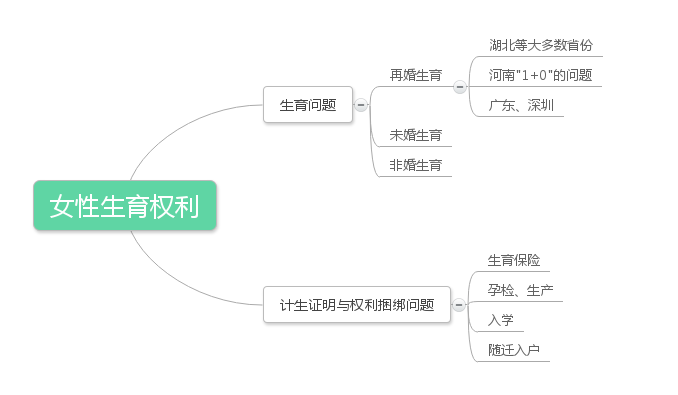 女性生育权利
生育问题
再婚生育
湖北等大多数省份
河南"1+0"的问题
广东、深圳
未婚生育
非婚生育
计生证明与权利捆绑问题
生育保险
孕检、生产
入学
随迁入户